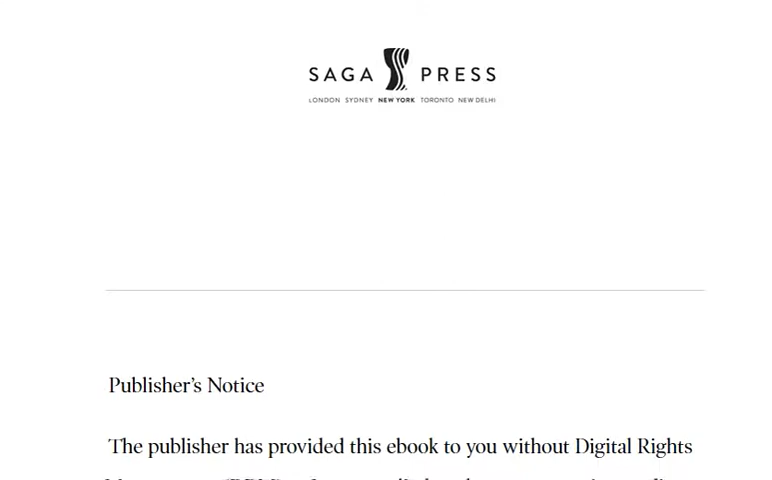 SAGA PRESS
LONDON SYDNEY NEW YORK TORONTO NEW DELHI
Publisher’s Notice
The publisher has provided this ebook to you without Digital Rights